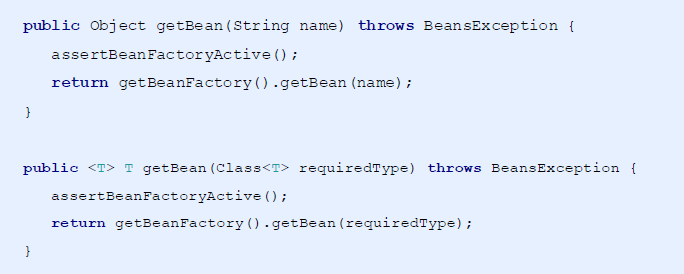 public Object getBean(String name) throws BeansException {
assertBeanFactoryActive();
return getBeanFactory().getBean(name);
}
public <T> T getBean(Class<T> requiredType) throws BeansException {
assertBeanFactoryActive();
return getBeanFactory().getBean(requiredType);
}